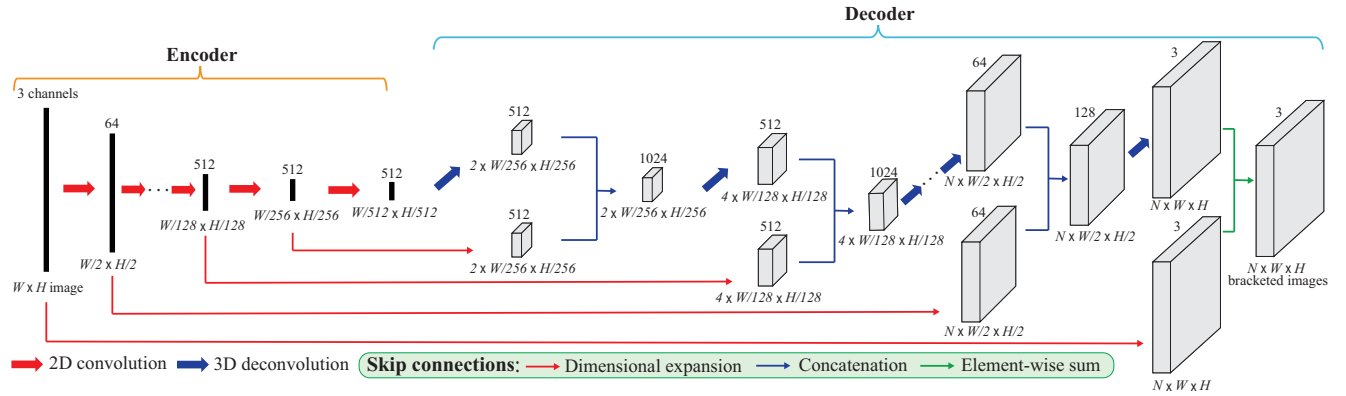 Decoder
Encoder
3 channels
64
512
512
512
W/512 x H/512
W/256 x H/256
W/128 x H/128
W/2 x H/2
W x H image
512
2 x W/256 x H/256
512
2 x W/256 x H/256
1024
2 x W/256 x H/256
512
4 x W/128 x H/128
512
4 x W/128 x H/128
1024
4 x W/128 x H/128
64
N x W/2 x H/2
64
N x W/2 x H/2
128
N x W/2 x H/2
3
N x W x H
3
N x W x H
3
N x W x H
bracketed images
2D convolution
3D deconvolution
Skip connections:
Dimensional expansion
Concatenation
Element-wise sum